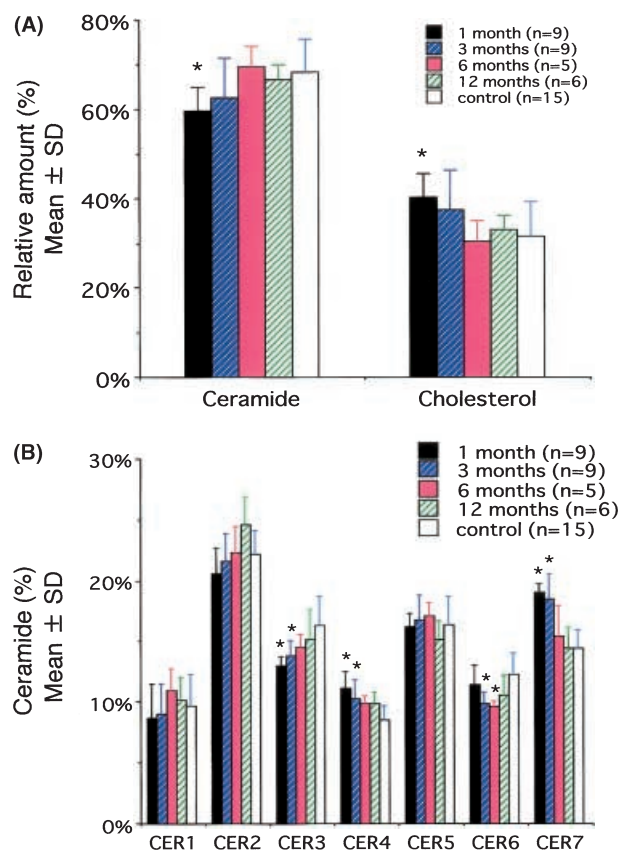 (A)
80%
60%
40%
20%
0%
Relative amount (%)
Mean ± SD
* 1 month (n=9)
3 months (n=9)
6 months (n=5)
12 months (n=6)
control (n=15)
*
Ceramide Cholesterol
(B)
30%
20%
10%
0%
Ceramide (%)
Mean ± SD
1 month (n=9)
3 months (n=9)
6 months (n=5)
12 months (n=6)
control (n=15)
* * * * * * * *
CER1 CER2 CER3 CER4 CER5 CER6 CER7